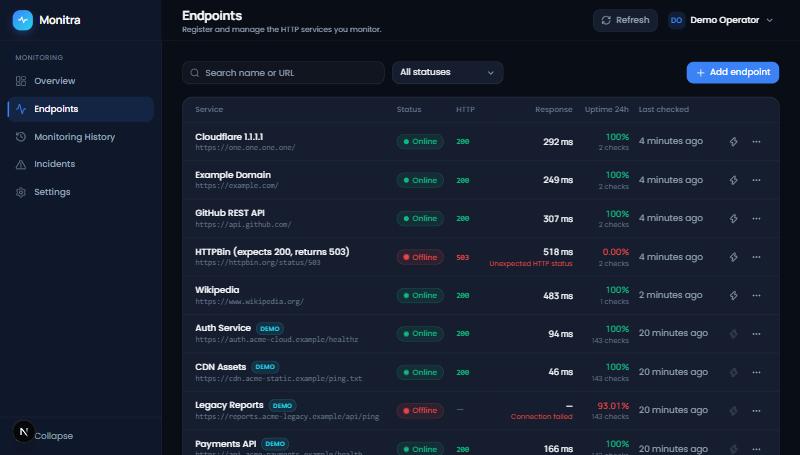 Monitra
Endpoints
Register and manage the HTTP services you monitor.
Refresh
DO
Demo Operator
MONITORING
Overview
Endpoints
Monitoring History
Incidents
Settings
N
Collapse
Search name or URL
All statuses
Add endpoint
Service Status HTTP Response Uptime 24h Last checked
Cloudflare 1.1.1.1
https://one.one.one.one/
Online 200 292 ms 100% 4 minutes ago
2 checks
Example Domain
https://example.com/
Online 200 249 ms 100% 4 minutes ago
2 checks
GitHub REST API
https://api.github.com/
Online 200 307 ms 100% 4 minutes ago
2 checks
HTTPBin (expects 200, returns 503)
https://httpbin.org/status/503
Offline 503 518 ms 0.00% 4 minutes ago
Unexpected HTTP status 2 checks
Wikipedia
https://www.wikipedia.org/
Online 200 483 ms 100% 2 minutes ago
1 checks
Auth Service DEMO
https://auth.acme-cloud.example/healthz
Online 200 94 ms 100% 20 minutes ago
143 checks
CDN Assets DEMO
https://cdn.acme-static.example/ping.txt
Online 200 46 ms 100% 20 minutes ago
143 checks
Legacy Reports DEMO
https://reports.acme-legacy.example/api/ping
Offline — — 93.01% 20 minutes ago
Connection failed 143 checks
Payments API DEMO
https://api.acme-payments.example/health
Online 200 166 ms 100% 20 minutes ago
143 checks